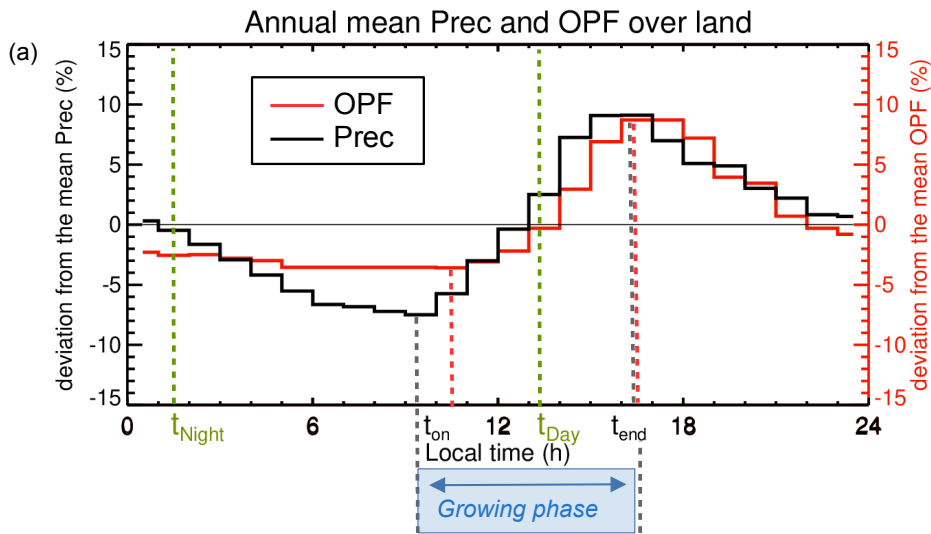 Annual mean Prec and OPF over land
(a)
deviation from the mean Prec (%)
15
10
5
0
-5
-10
-15
OPF
Prec
15
10
5
0
-5
-10
-15
deviation from the mean OPF (%)
0 6 12 18 24
tNight ton tDay tend
Local time (h)
Growing phase